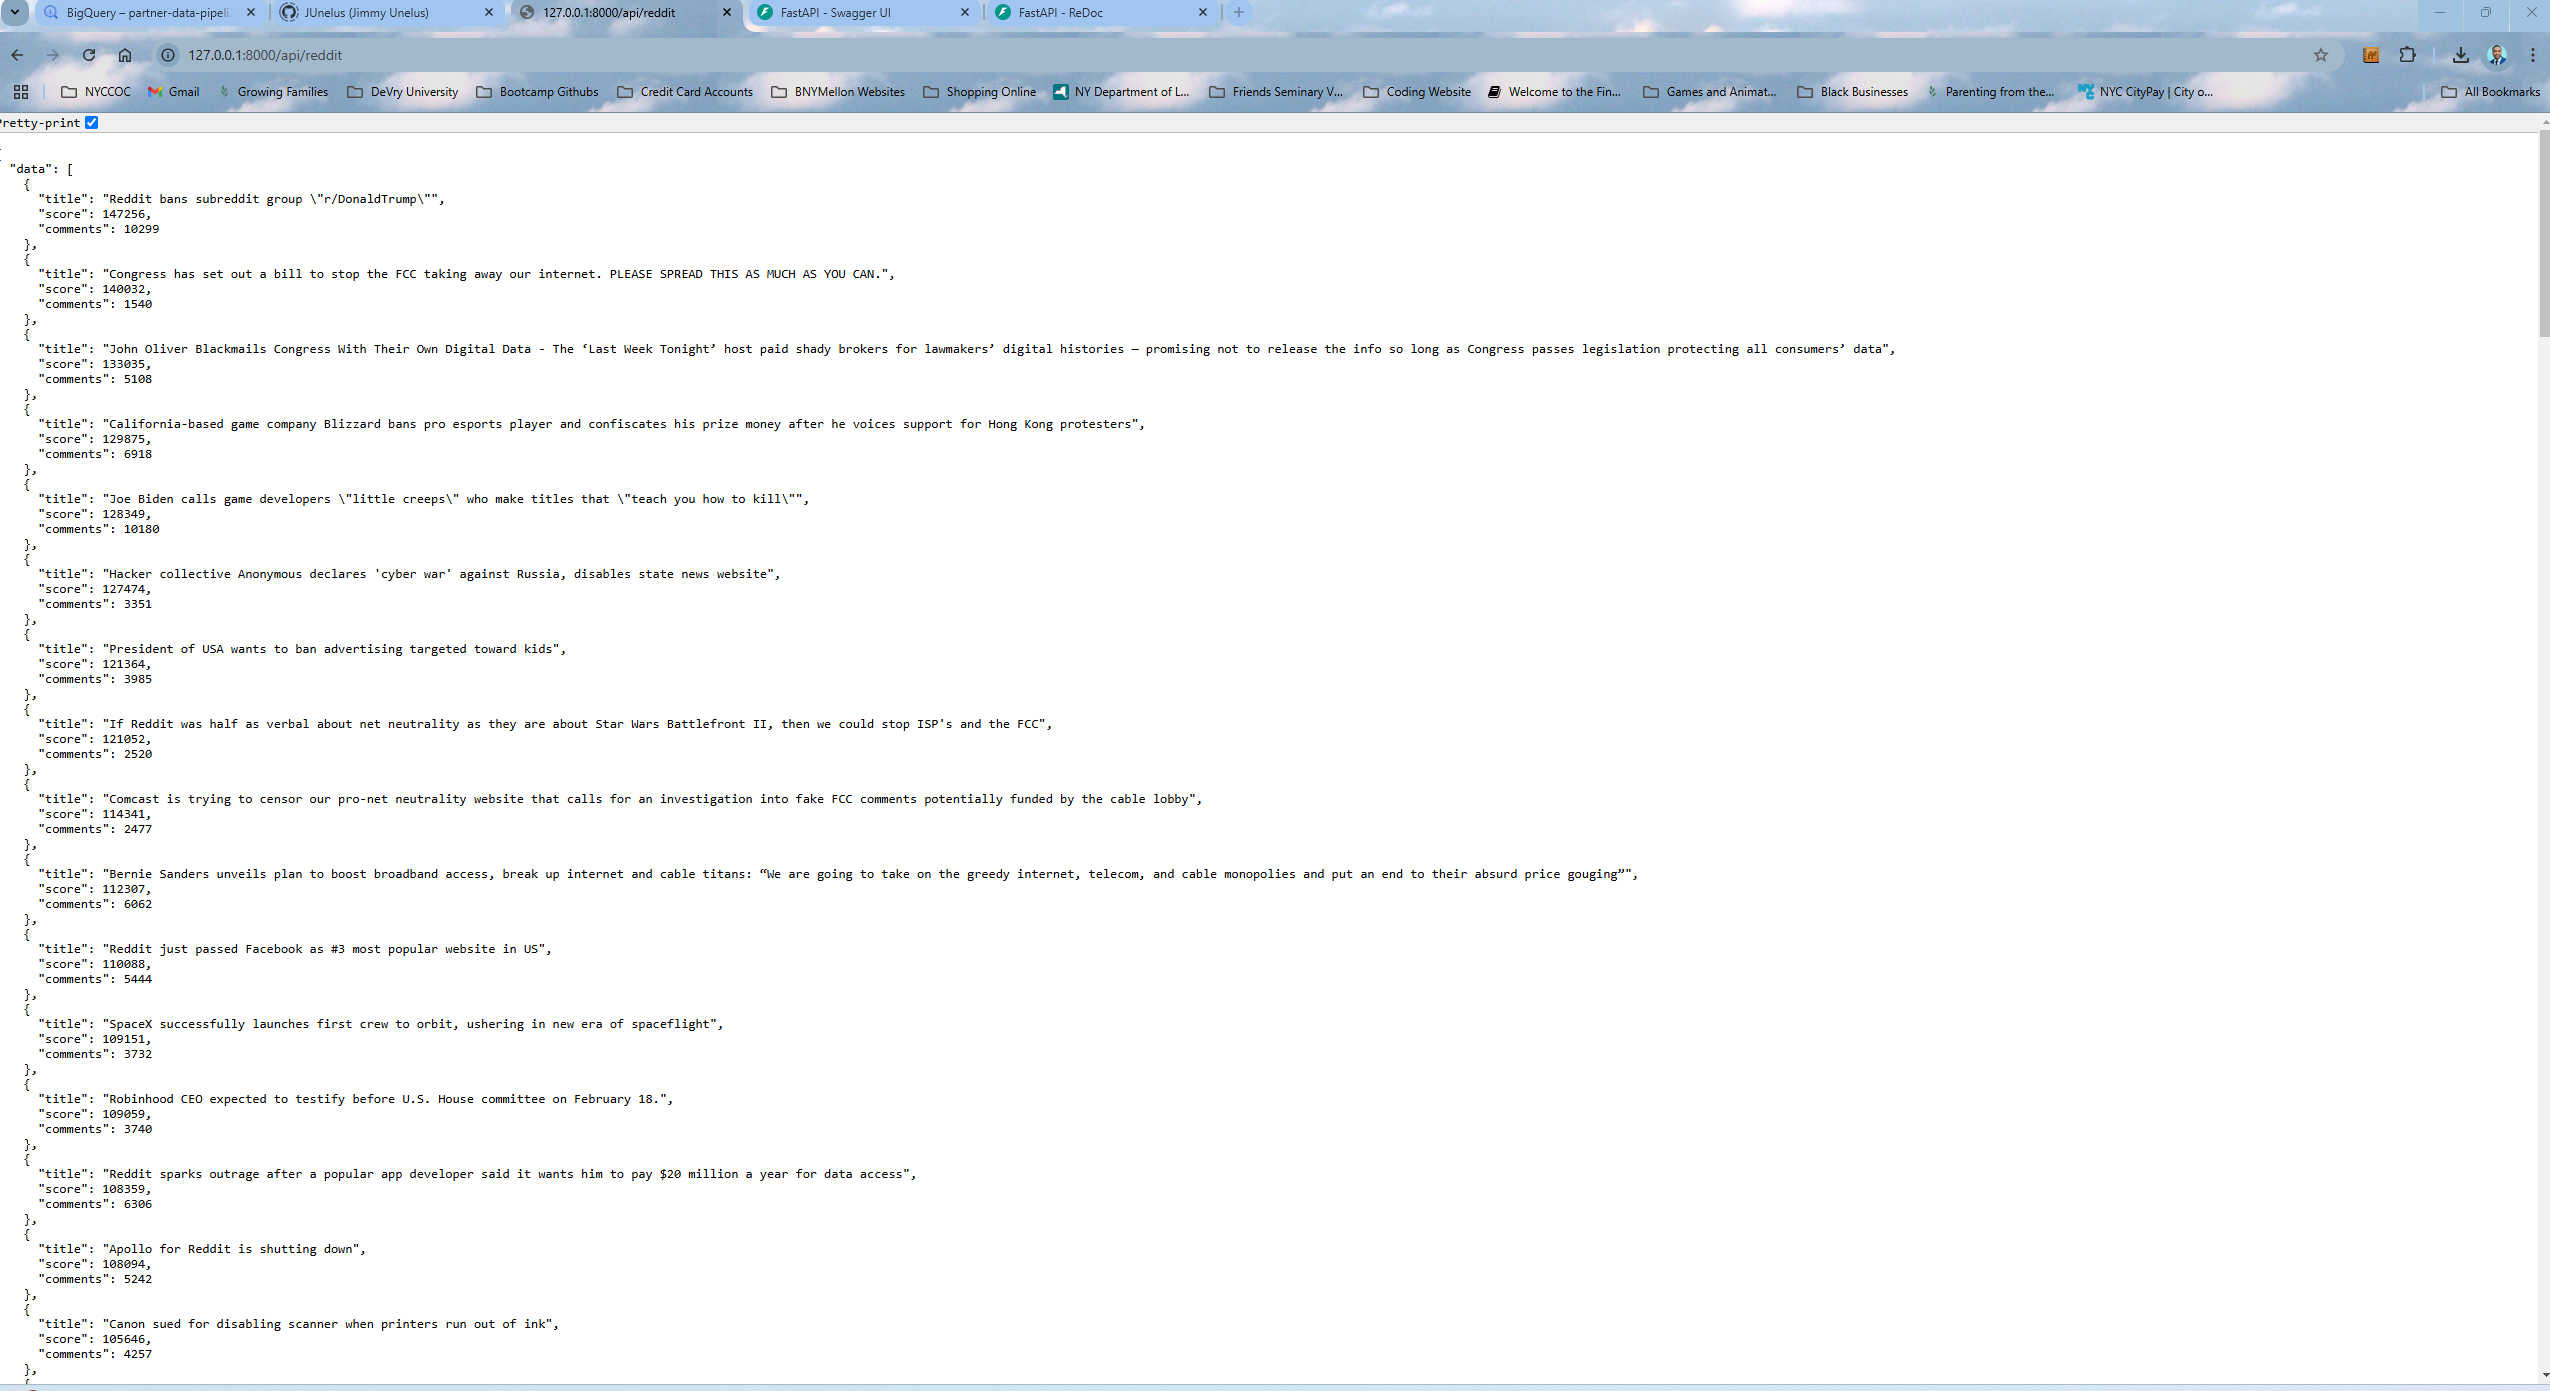 BigQuery – partner-data-pipeli
JUnelus (Jimmy Unelus)
127.0.0.1:8000/api/reddit
FastAPI - Swagger UI
FastAPI - ReDoc
127.0.0.1:8000/api/reddit
NYCCOC
Gmail
Growing Families
DeVry University
Bootcamp Githubs
Credit Card Accounts
BNYMellon Websites
Shopping Online
NY Department of L...
Friends Seminary V...
Coding Website
Welcome to the Fin...
Games and Animat...
Black Businesses
Parenting from the...
NYC CityPay | City o...
All Bookmarks
Pretty-print
"data": [
{
"title": "Reddit bans subreddit group \"r/DonaldTrump\"",
"score": 147256,
"comments": 10299
},
{
"title": "Congress has set out a bill to stop the FCC taking away our internet. PLEASE SPREAD THIS AS MUCH AS YOU CAN.",
"score": 140032,
"comments": 1540
},
{
"title": "John Oliver Blackmails Congress With Their Own Digital Data - The ‘Last Week Tonight’ host paid shady brokers for lawmakers’ digital histories — promising not to release the info so long as Congress passes legislation protecting all consumers’ data",
"score": 133035,
"comments": 5108
},
{
"title": "California-based game company Blizzard bans pro esports player and confiscates his prize money after he voices support for Hong Kong protesters",
"score": 129875,
"comments": 6918
},
{
"title": "Joe Biden calls game developers \"little creeps\" who make titles that \"teach you how to kill\"",
"score": 128349,
"comments": 10180
},
{
"title": "Hacker collective Anonymous declares 'cyber war' against Russia, disables state news website",
"score": 127474,
"comments": 3351
},
{
"title": "President of USA wants to ban advertising targeted toward kids",
"score": 121364,
"comments": 3985
},
{
"title": "If Reddit was half as verbal about net neutrality as they are about Star Wars Battlefront II, then we could stop ISP's and the FCC",
"score": 121052,
"comments": 2520
},
{
"title": "Comcast is trying to censor our pro-net neutrality website that calls for an investigation into fake FCC comments potentially funded by the cable lobby",
"score": 114341,
"comments": 2477
},
{
"title": "Bernie Sanders unveils plan to boost broadband access, break up internet and cable titans: “We are going to take on the greedy internet, telecom, and cable monopolies and put an end to their absurd price gouging”",
"score": 112307,
"comments": 6062
},
{
"title": "Reddit just passed Facebook as #3 most popular website in US",
"score": 110088,
"comments": 5444
},
{
"title": "SpaceX successfully launches first crew to orbit, ushering in new era of spaceflight",
"score": 109151,
"comments": 3732
},
{
"title": "Robinhood CEO expected to testify before U.S. House committee on February 18.",
"score": 109059,
"comments": 3740
},
{
"title": "Reddit sparks outrage after a popular app developer said it wants him to pay $20 million a year for data access",
"score": 108359,
"comments": 6306
},
{
"title": "Apollo for Reddit is shutting down",
"score": 108094,
"comments": 5242
},
{
"title": "Canon sued for disabling scanner when printers run out of ink",
"score": 105646,
"comments": 4257
},
{